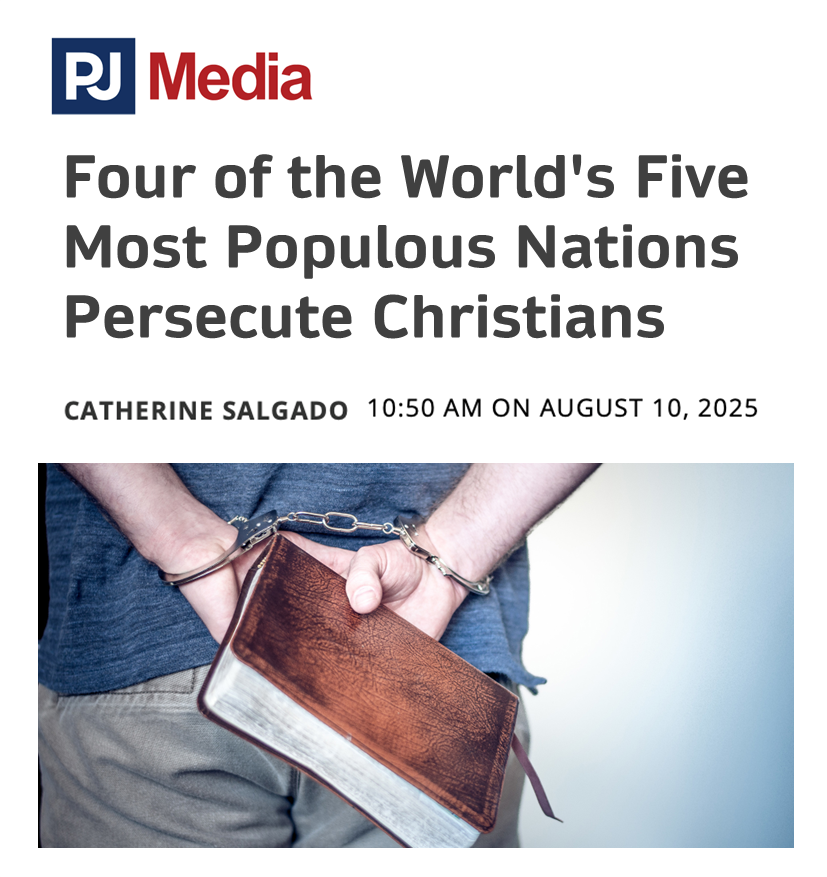 PJ Media
Four of the World's Five
Most Populous Nations
Persecute Christians
CATHERINE SALGADO 10:50 AM ON AUGUST 10, 2025